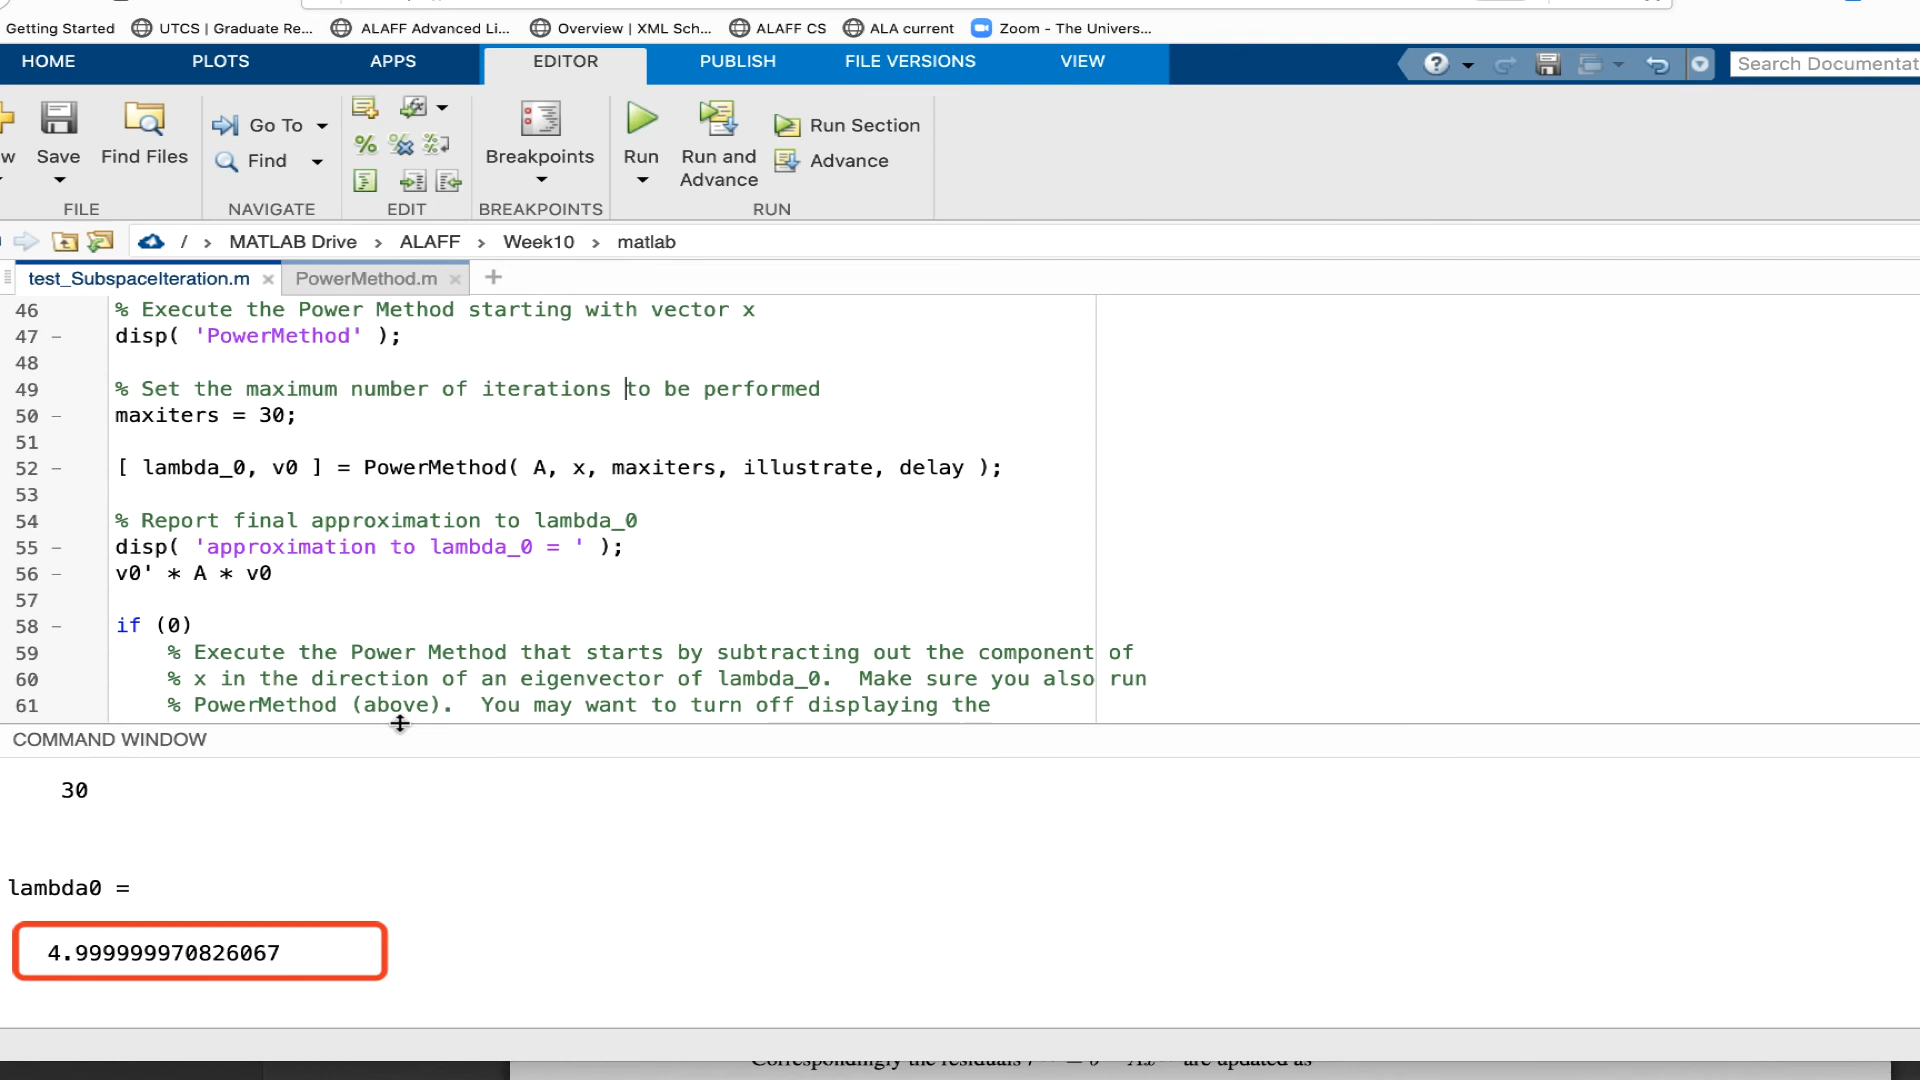 Getting Started UTCS | Graduate Re... ALAFF Advanced Li... Overview | XML Sch... ALAFF CS ALA current Zoom - The Univers...
HOME PLOTS APPS EDITOR PUBLISH FILE VERSIONS VIEW Search Documentat
Go To Run Section
w Save Find Files Find Breakpoints Run Run and Advance Advance
FILE NAVIGATE EDIT BREAKPOINTS RUN
/ › MATLAB Drive › ALAFF › Week10 › matlab
test_SubspaceIteration.m × PowerMethod.m × +
46 % Execute the Power Method starting with vector x
47 – disp( 'PowerMethod' );
48
49 % Set the maximum number of iterations to be performed
50 – maxiters = 30;
51
52 – [ lambda_0, v0 ] = PowerMethod( A, x, maxiters, illustrate, delay );
53
54 % Report final approximation to lambda_0
55 – disp( 'approximation to lambda_0 = ' );
56 – v0' * A * v0
57
58 – if (0)
59 % Execute the Power Method that starts by subtracting out the component of
60 % x in the direction of an eigenvector of lambda_0. Make sure you also run
61 % PowerMethod (above). You may want to turn off displaying the
COMMAND WINDOW
30
lambda0 =
4.999999970826067
Correspondingly the residuals are updated as